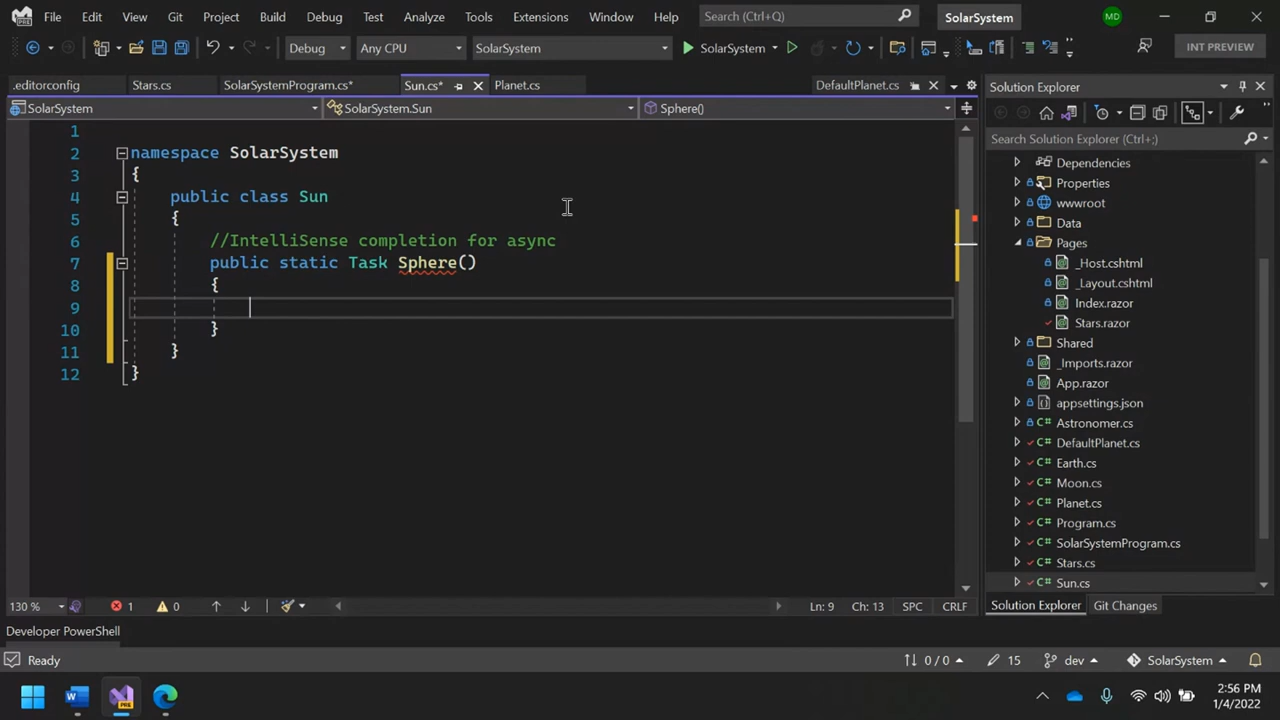 File Edit View Git Project Build Debug Test Analyze Tools Extensions Window Help Search (Ctrl+Q) SolarSystem MD
Debug Any CPU SolarSystem SolarSystem INT PREVIEW
.editorconfig Stars.cs SolarSystemProgram.cs* Sun.cs* Planet.cs DefaultPlanet.cs
SolarSystem SolarSystem.Sun Sphere()
1
2 namespace SolarSystem
3 {
4 public class Sun
5 {
6 //IntelliSense completion for async
7 public static Task Sphere()
8 {
9
10 }
11 }
12 }
130 % 1 0 Ln: 9 Ch: 13 SPC CRLF
Solution Explorer
Search Solution Explorer (Ctrl+;)
Dependencies
Properties
wwwroot
Data
Pages
_Host.cshtml
_Layout.cshtml
Index.razor
Stars.razor
Shared
_Imports.razor
App.razor
appsettings.json
C# Astronomer.cs
C# DefaultPlanet.cs
C# Earth.cs
C# Moon.cs
C# Planet.cs
C# Program.cs
C# SolarSystemProgram.cs
C# Stars.cs
C# Sun.cs
Solution Explorer Git Changes
Developer PowerShell
Ready 0 / 0 15 dev SolarSystem
2:56 PM
1/4/2022